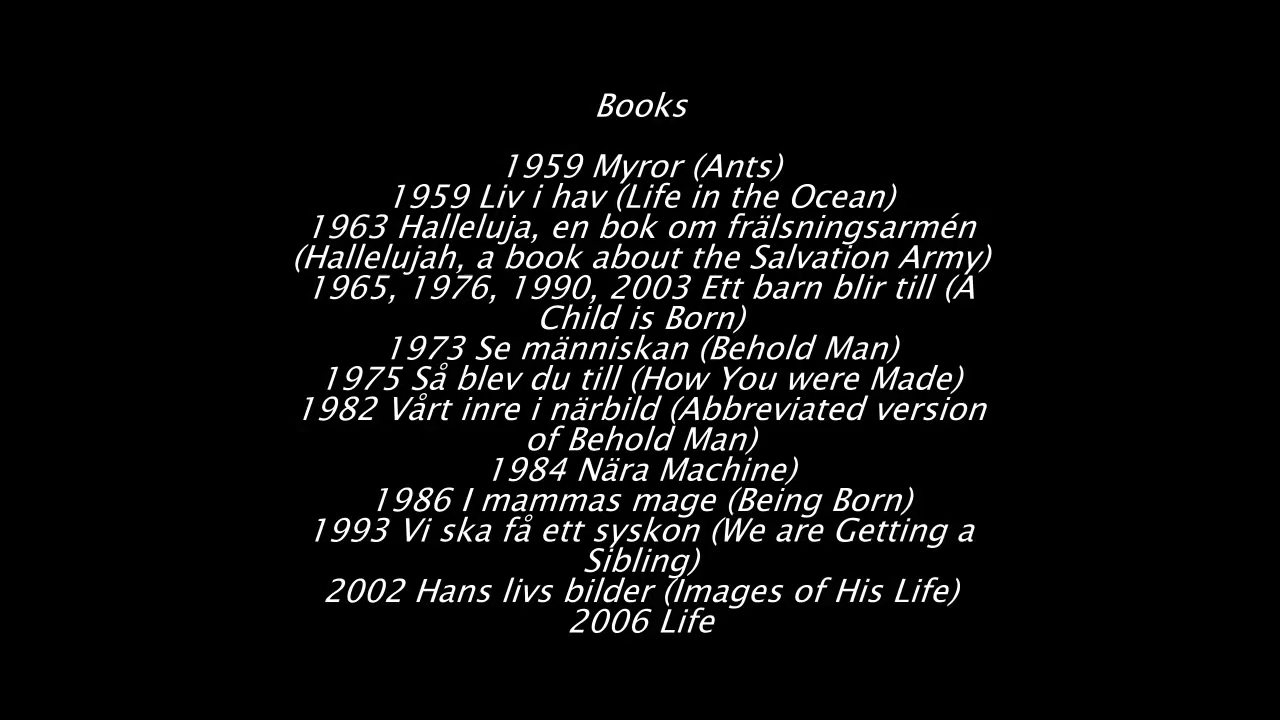 Books
1959 Myror (Ants)
1959 Liv i hav (Life in the Ocean)
1963 Halleluja, en bok om frälsningsarmén
(Hallelujah, a book about the Salvation Army)
1965, 1976, 1990, 2003 Ett barn blir till (A
Child is Born)
1973 Se människan (Behold Man)
1975 Så blev du till (How You were Made)
1982 Vårt inre i närbild (Abbreviated version
of Behold Man)
1984 Nära Machine)
1986 I mammas mage (Being Born)
1993 Vi ska få ett syskon (We are Getting a
Sibling)
2002 Hans livs bilder (Images of His Life)
2006 Life